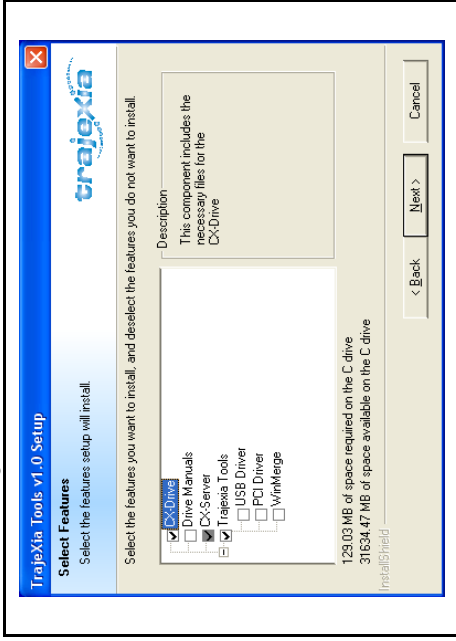 TrajeXia Tools v1.0 Setup
Select Features
Select the features setup will install.
trajexia
Select the features you want to install, and deselect the features you do not want to install.
CX-Drive
Drive Manuals
CX-Server
Trajexia Tools
USB Driver
PCI Driver
WinMerge
Description
This component includes the
necessary files for the
CX-Drive
129.03 MB of space required on the C drive
31634.47 MB of space available on the C drive
InstallShield
< Back
Next >
Cancel